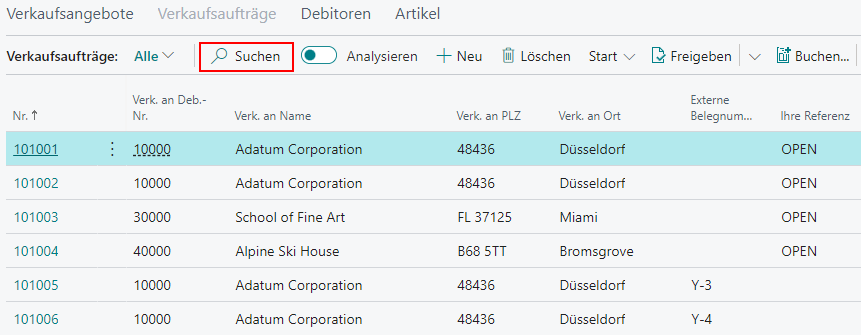 Verkaufsangebote Verkaufsaufträge Debitoren Artikel
Verkaufsaufträge: Alle Suchen Analysieren Neu Löschen Start Freigeben Buchen...
Nr. ↑ Verk. an Deb.-Nr. Verk. an Name Verk. an PLZ Verk. an Ort Externe Belegnum... Ihre Referenz
101001 10000 Adatum Corporation 48436 Düsseldorf OPEN
101002 10000 Adatum Corporation 48436 Düsseldorf OPEN
101003 30000 School of Fine Art FL 37125 Miami OPEN
101004 40000 Alpine Ski House B68 5TT Bromsgrove OPEN
101005 10000 Adatum Corporation 48436 Düsseldorf Y-3
101006 10000 Adatum Corporation 48436 Düsseldorf Y-4